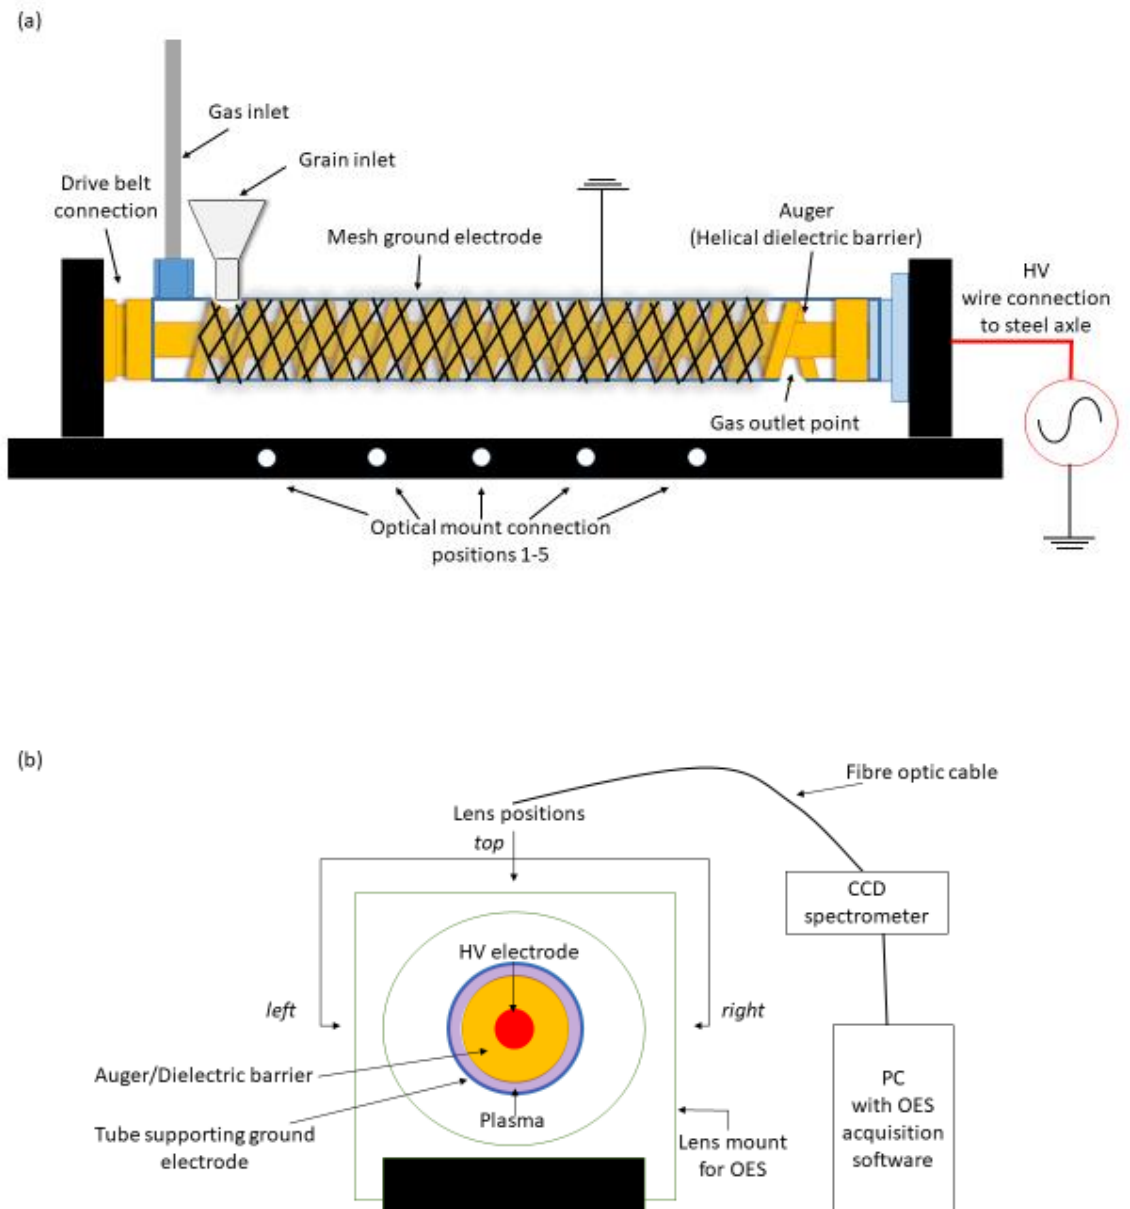 (a)
Gas inlet
Grain inlet
Drive belt
connection
Mesh ground electrode
Auger
(Helical dielectric barrier)
HV
wire connection
to steel axle
Gas outlet point
Optical mount connection
positions 1-5
(b)
Fibre optic cable
Lens positions
top
CCD
spectrometer
HV electrode
left
right
Auger/Dielectric barrier
Plasma
Tube supporting ground
electrode
Lens mount
for OES
PC
with OES
acquisition
software